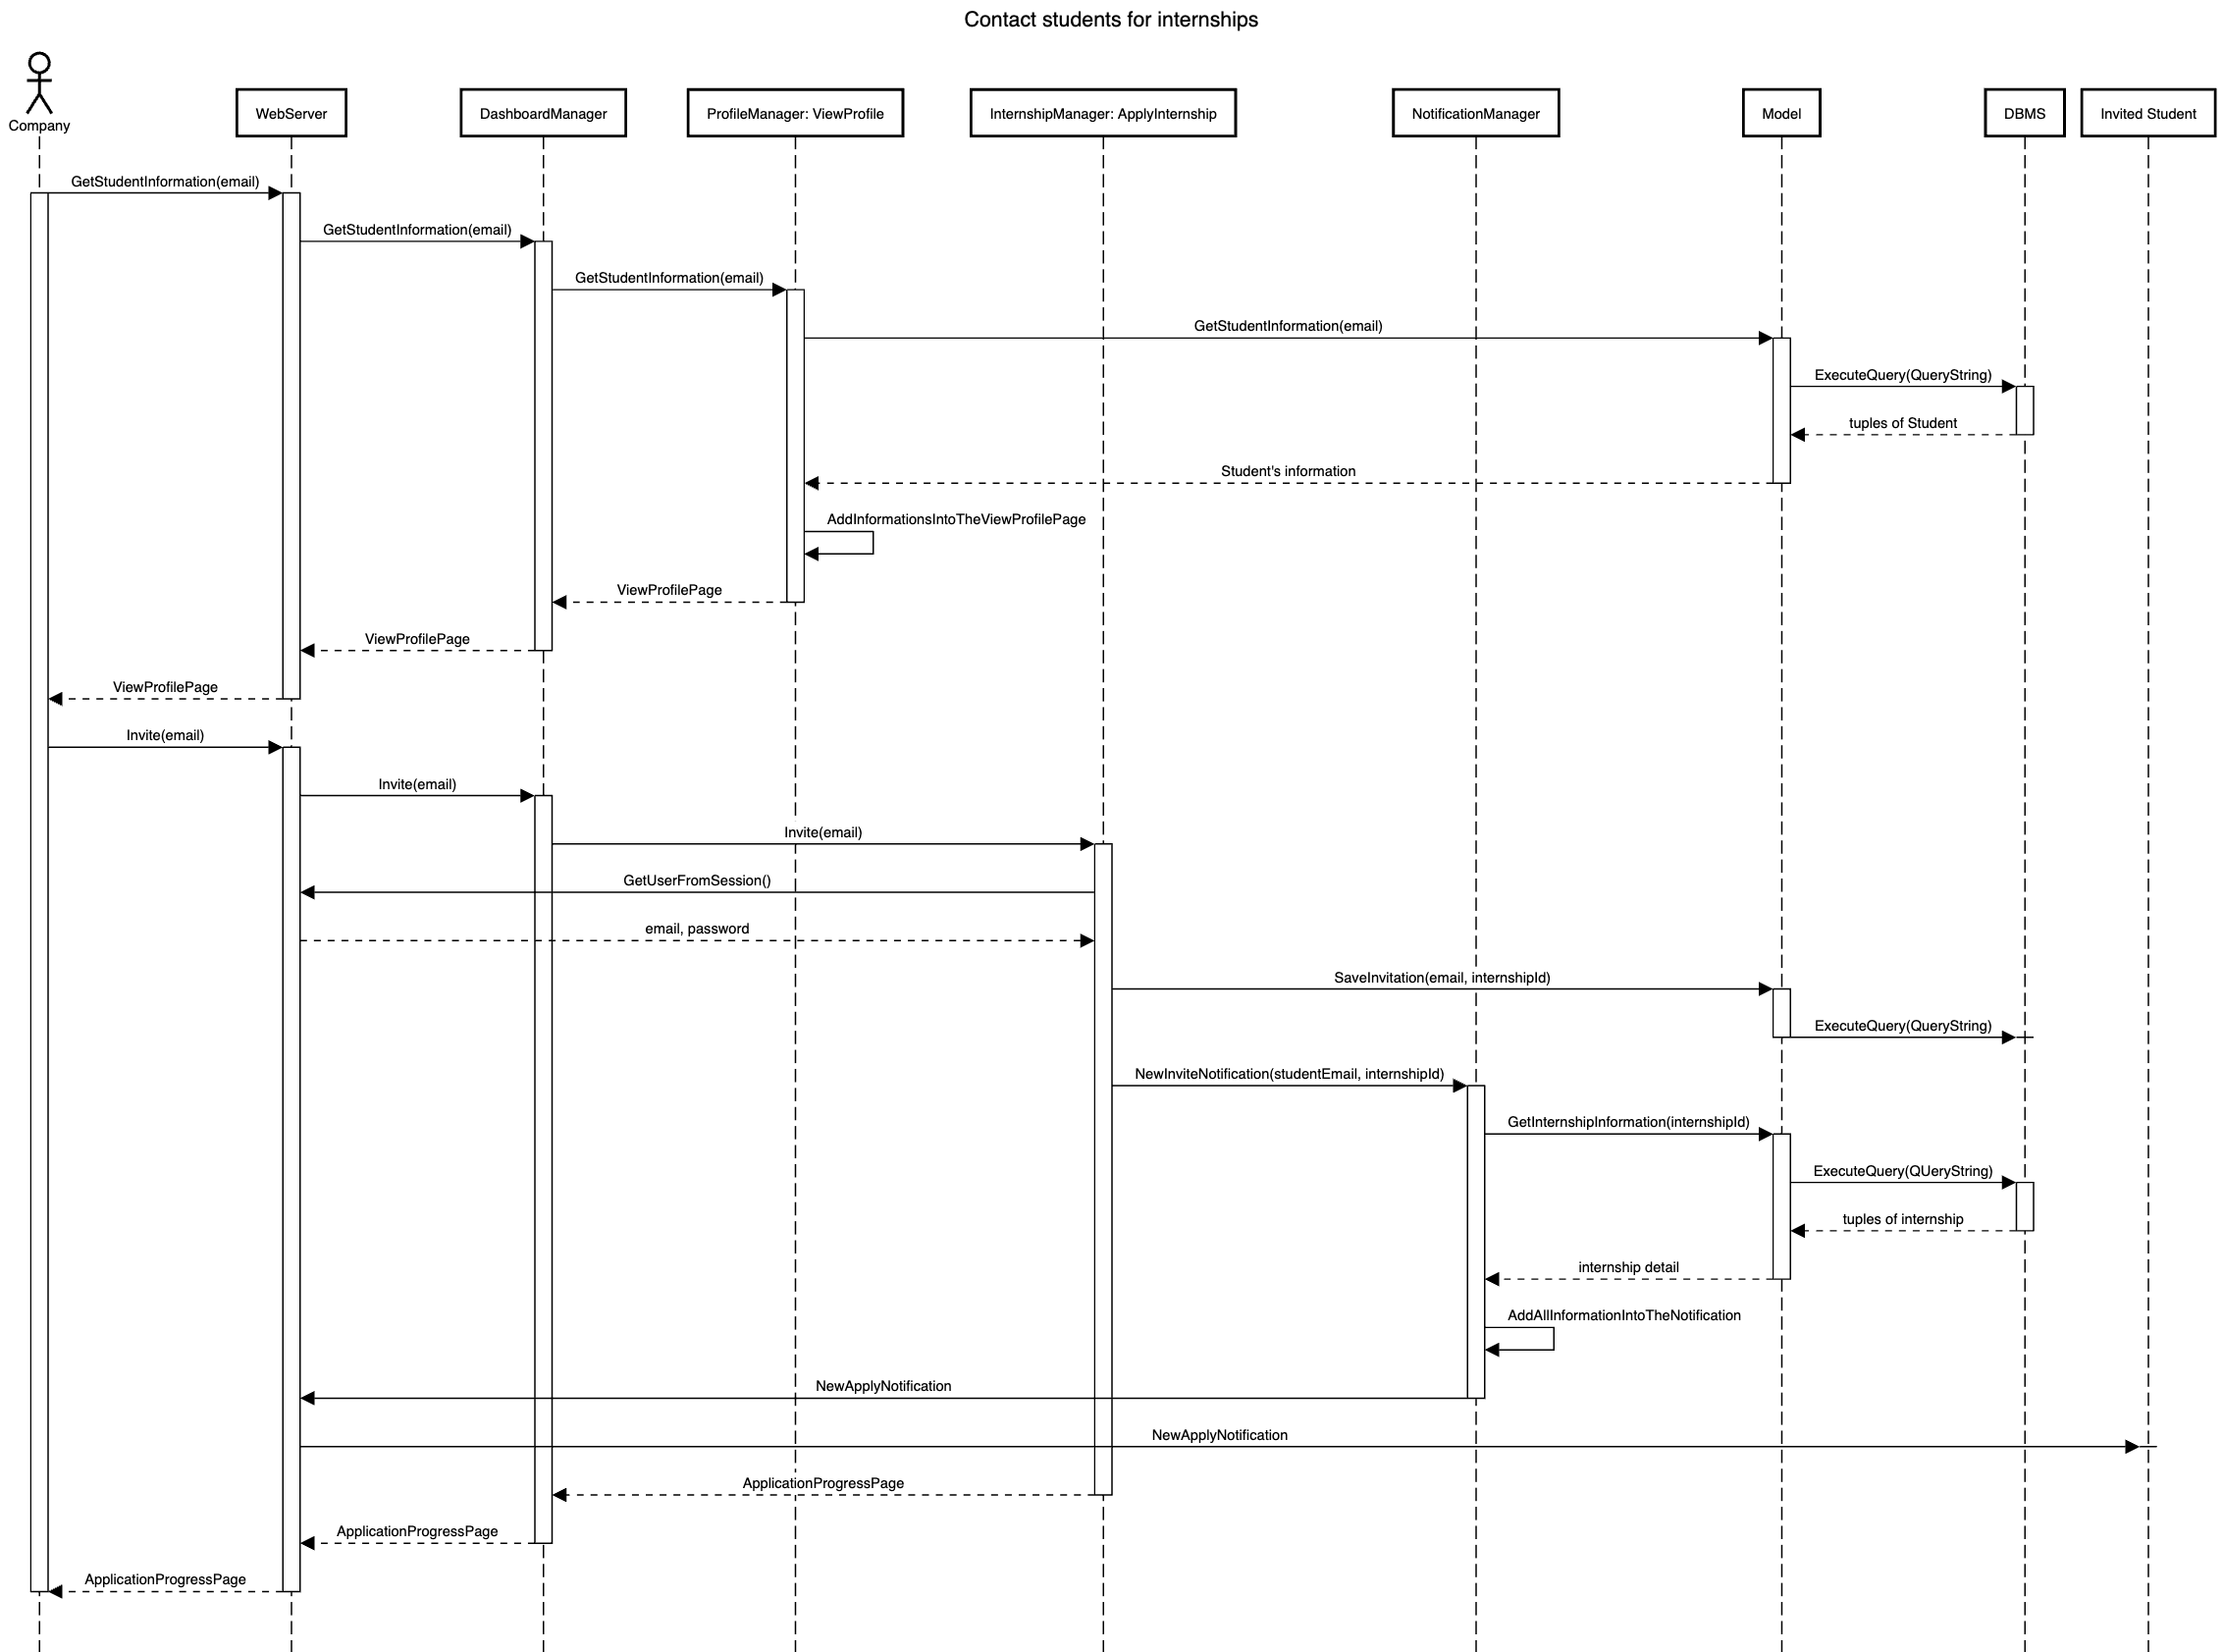 Contact students for internships
Company
WebServer
DashboardManager
ProfileManager: ViewProfile
InternshipManager: ApplyInternship
NotificationManager
Model
DBMS
Invited Student
GetStudentInformation(email)
GetStudentInformation(email)
GetStudentInformation(email)
GetStudentInformation(email)
ExecuteQuery(QueryString)
tuples of Student
Student's information
AddInformationsIntoTheViewProfilePage
ViewProfilePage
ViewProfilePage
ViewProfilePage
Invite(email)
Invite(email)
Invite(email)
GetUserFromSession()
email, password
SaveInvitation(email, internshipId)
ExecuteQuery(QueryString)
NewInviteNotification(studentEmail, internshipId)
GetInternshipInformation(internshipId)
ExecuteQuery(QUeryString)
tuples of internship
internship detail
AddAllInformationIntoTheNotification
NewApplyNotification
NewApplyNotification
ApplicationProgressPage
ApplicationProgressPage
ApplicationProgressPage